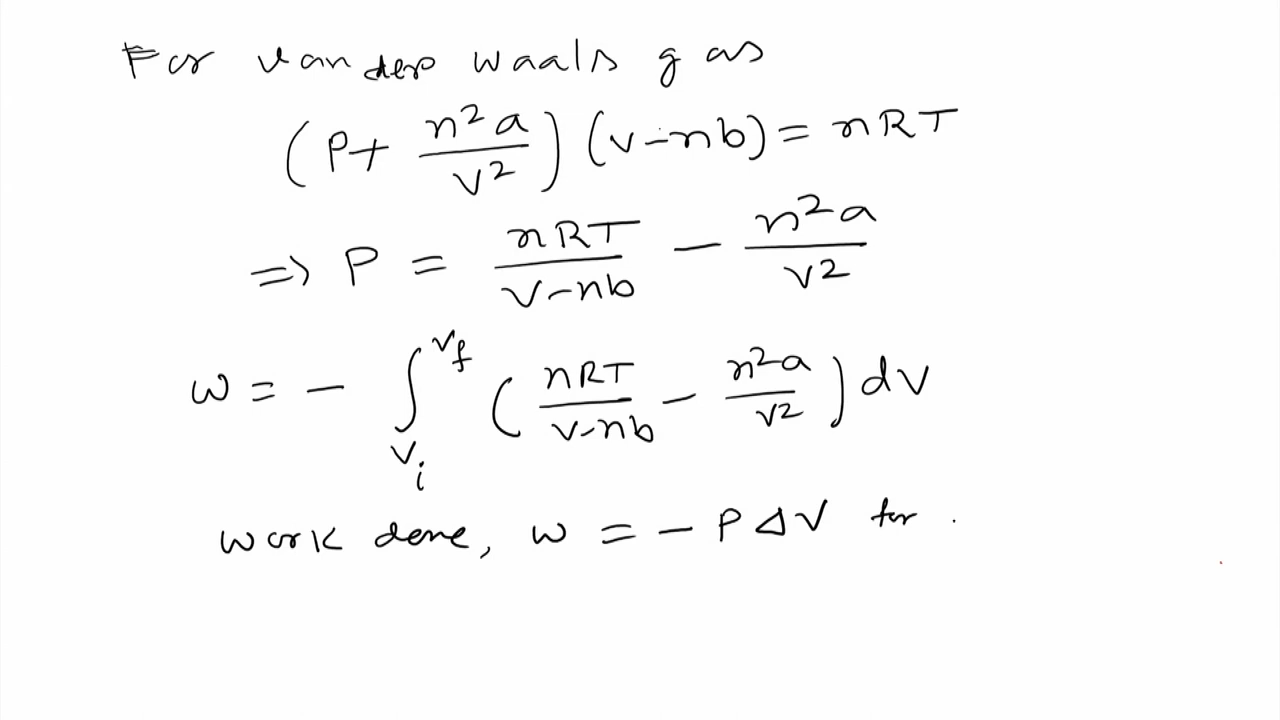 For van der waals gas
(P + n²a/v²) (v-nb) = nRT
⇒ P = nRT/v-nb - n²a/v²
w = - ∫_{Vi}^{Vf} (nRT/v-nb - n²a/v²) dV
work done, w = - P ΔV for